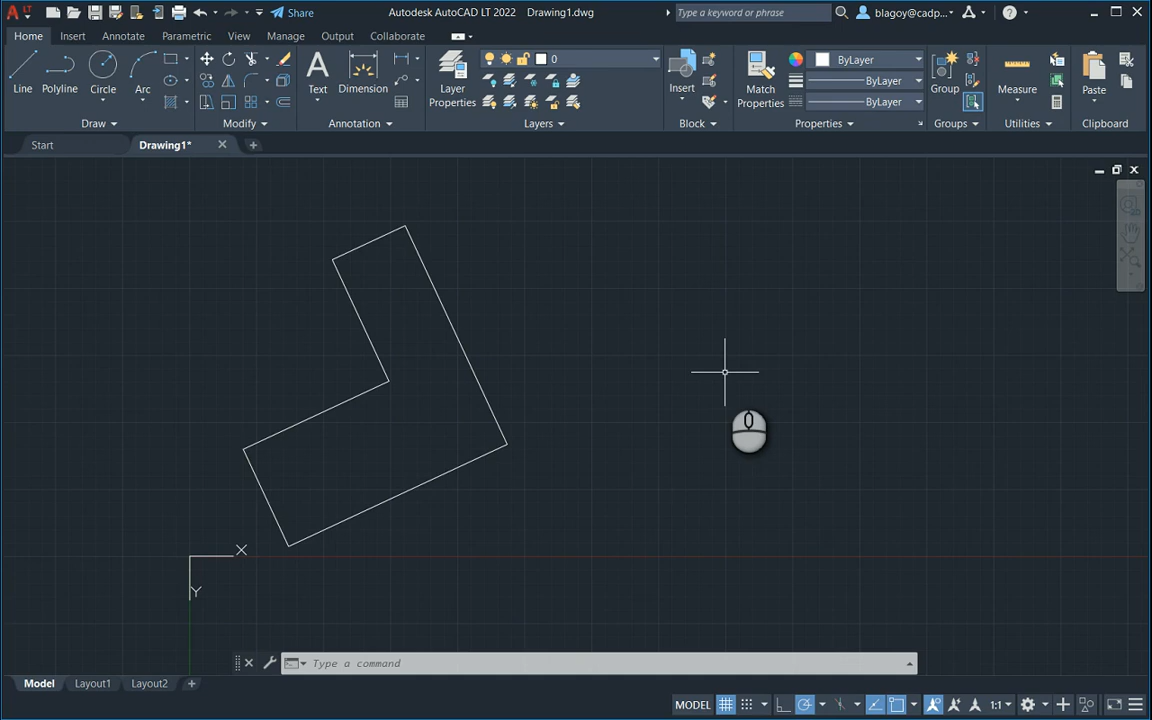 LT Share Autodesk AutoCAD LT 2022 Drawing1.dwg Type a keyword or phrase blagoy@cadp...
Home Insert Annotate Parametric View Manage Output Collaborate
0 ByLayer
Line Polyline Circle Arc Text Dimension Layer Properties Insert Match Properties ByLayer Group Measure Paste
ByLayer
Draw Modify Annotation Layers Block Properties Groups Utilities Clipboard
Start Drawing1*
X
Y
Type a command
Model Layout1 Layout2
MODEL 1:1